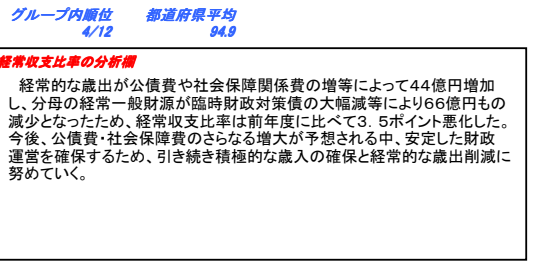 グループ内順位 都道府県平均
4/12 94.9
経常収支比率の分析欄
経常的な歳出が公債費や社会保障関係費の増等によって44億円増加
し、分母の経常一般財源が臨時財政対策債の大幅減等により66億円もの
減少となったため、経常収支比率は前年度に比べて3．5ポイント悪化した。
今後、公債費・社会保障費のさらなる増大が予想される中、安定した財政
運営を確保するため、引き続き積極的な歳入の確保と経常的な歳出削減に
努めていく。